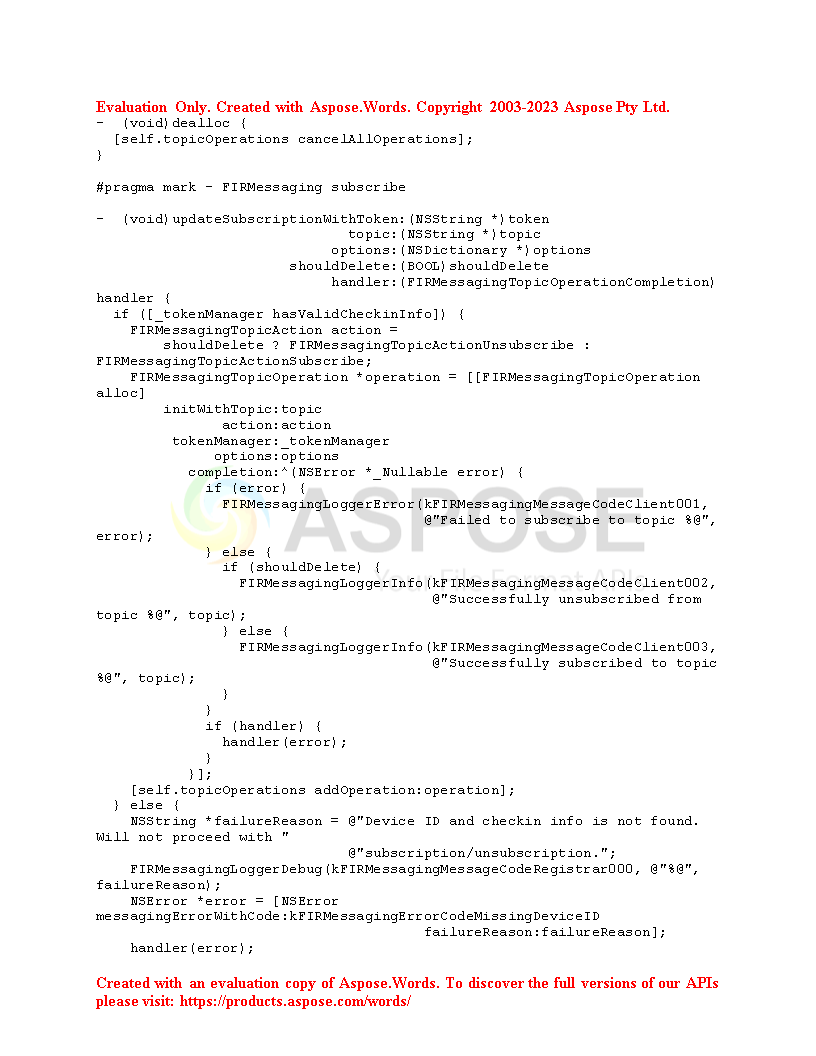 Evaluation Only. Created with Aspose.Words. Copyright 2003-2023 Aspose Pty Ltd.
- (void)dealloc {
[self.topicOperations cancelAllOperations];
}
#pragma mark - FIRMessaging subscribe
- (void)updateSubscriptionWithToken:(NSString *)token
topic:(NSString *)topic
options:(NSDictionary *)options
shouldDelete:(BOOL)shouldDelete
handler:(FIRMessagingTopicOperationCompletion)
handler {
if ([_tokenManager hasValidCheckinInfo]) {
FIRMessagingTopicAction action =
shouldDelete ? FIRMessagingTopicActionUnsubscribe :
FIRMessagingTopicActionSubscribe;
FIRMessagingTopicOperation *operation = [[FIRMessagingTopicOperation
alloc]
initWithTopic:topic
action:action
tokenManager:_tokenManager
options:options
completion:^(NSError *_Nullable error) {
if (error) {
FIRMessagingLoggerError(kFIRMessagingMessageCodeClient001,
@"Failed to subscribe to topic %@",
error);
} else {
if (shouldDelete) {
FIRMessagingLoggerInfo(kFIRMessagingMessageCodeClient002,
@"Successfully unsubscribed from
topic %@", topic);
} else {
FIRMessagingLoggerInfo(kFIRMessagingMessageCodeClient003,
@"Successfully subscribed to topic
%@", topic);
}
}
if (handler) {
handler(error);
}
}];
[self.topicOperations addOperation:operation];
} else {
NSString *failureReason = @"Device ID and checkin info is not found.
Will not proceed with "
@"subscription/unsubscription.";
FIRMessagingLoggerDebug(kFIRMessagingMessageCodeRegistrar000, @"%@",
failureReason);
NSError *error = [NSError
messagingErrorWithCode:kFIRMessagingErrorCodeMissingDeviceID
failureReason:failureReason];
handler(error);
Created with an evaluation copy of Aspose.Words. To discover the full versions of our APIs
please visit: https://products.aspose.com/words/
ASPOSE
Your File Format APIs